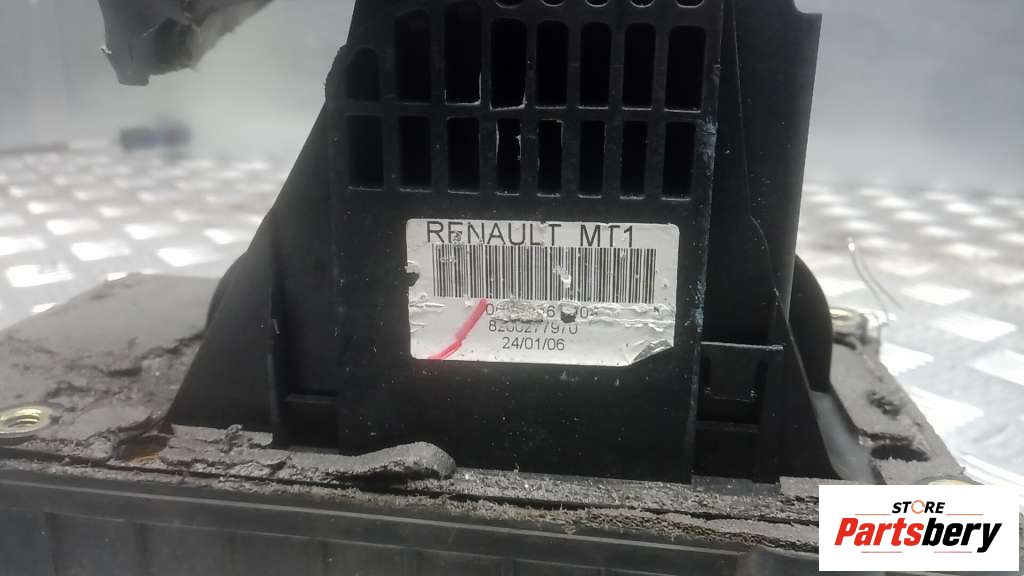 RENAULT MT1
8200277970
24/01/06
STORE
Partsbery